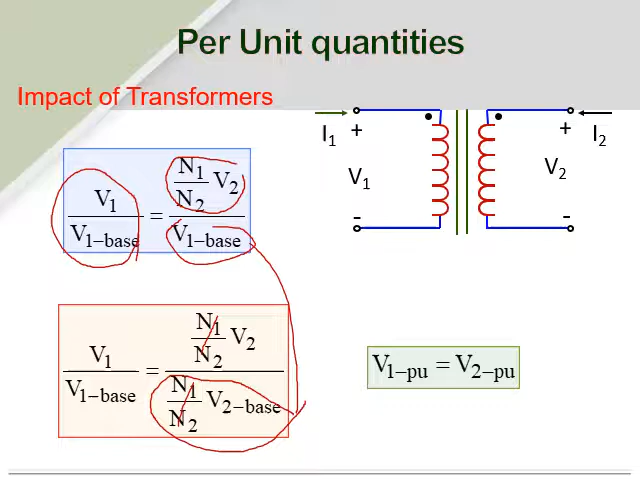 Per Unit quantities
Impact of Transformers
V₁/V₁₋base = (N₁/N₂ V₂)/V₁₋base
I₁ + + I₂
V₁ V₂
- -
V₁/V₁₋base = (N₁/N₂ V₂)/(N₁/N₂ V₂₋base)
V₁₋pu = V₂₋pu